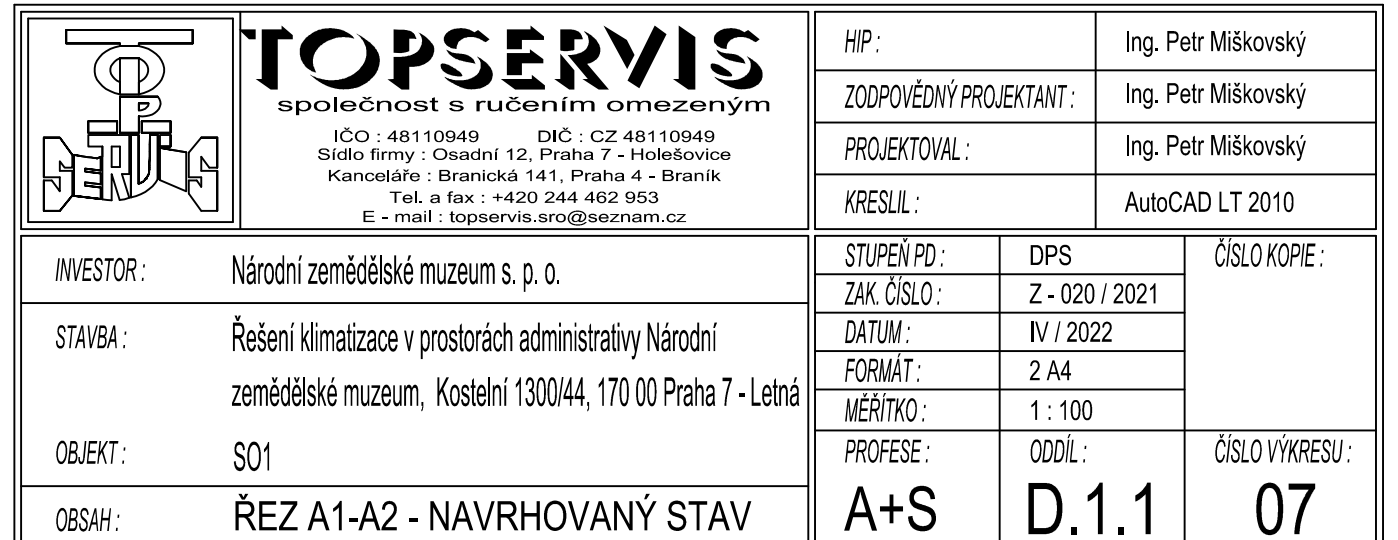 TOP
SERVIS
TOPSERVIS
společnost s ručením omezeným
IČO : 48110949 DIČ : CZ 48110949
Sídlo firmy : Osadní 12, Praha 7 - Holešovice
Kanceláře : Branická 141, Praha 4 - Braník
Tel. a fax : +420 244 462 953
E - mail : topservis.sro@seznam.cz
HIP : Ing. Petr Miškovský
ZODPOVĚDNÝ PROJEKTANT : Ing. Petr Miškovský
PROJEKTOVAL : Ing. Petr Miškovský
KRESLIL : AutoCAD LT 2010
INVESTOR : Národní zemědělské muzeum s. p. o.
STAVBA : Řešení klimatizace v prostorách administrativy Národní
zemědělské muzeum, Kostelní 1300/44, 170 00 Praha 7 - Letná
OBJEKT : SO1
OBSAH : ŘEZ A1-A2 - NAVRHOVANÝ STAV
STUPEŇ PD : DPS
ZAK. ČÍSLO : Z - 020 / 2021
DATUM : IV / 2022
FORMÁT : 2 A4
MĚŘÍTKO : 1 : 100
ČÍSLO KOPIE :
PROFESE : ODDÍL : ČÍSLO VÝKRESU :
A+S D.1.1 07